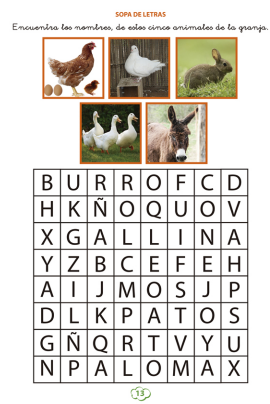 SOPA DE LETRAS
Encuentra los nombres, de estos cinco animales de la granja.
B U R R O F C D
H K Ñ O Q U O V
X G A L L I N A
Y Z B C E F E H
A I J M O S J P
D L K P A T O S
G Ñ Q R T V Y U
N P A L O M A X
13